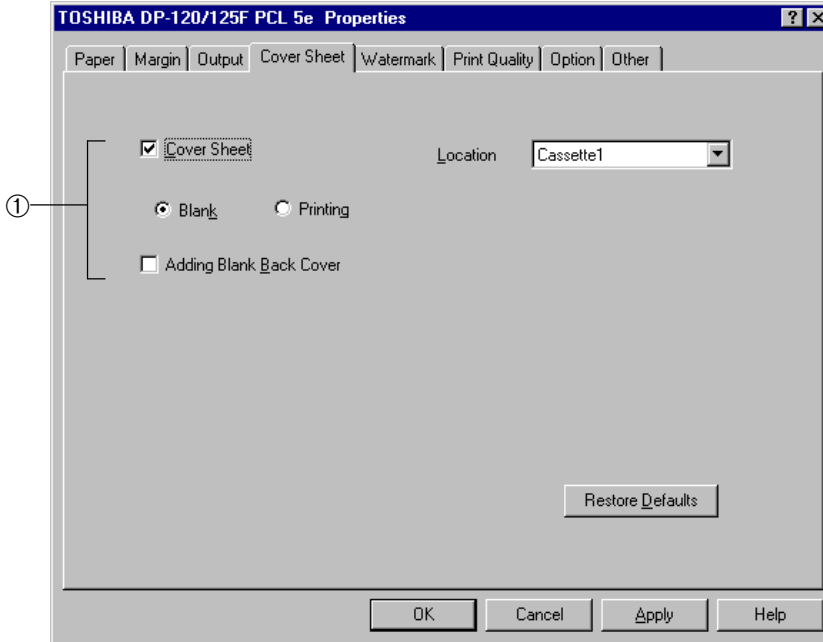 TOSHIBA DP-120/125F PCL 5e Properties
Paper Margin Output Cover Sheet Watermark Print Quality Option Other
Cover Sheet
Location Cassette1
①
Blank Printing
Adding Blank Back Cover
Restore Defaults
OK Cancel Apply Help